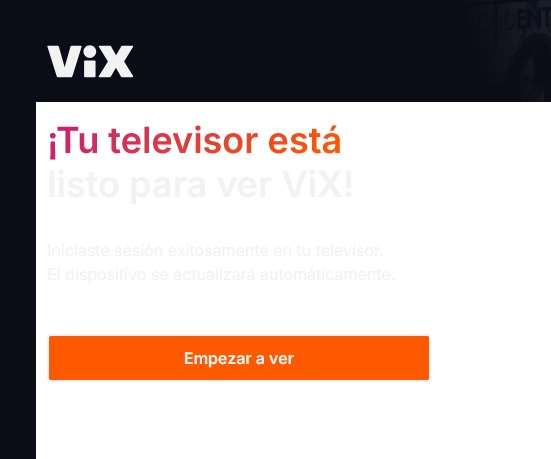 ViX
¡Tu televisor está
listo para ver ViX!
Iniciaste sesión exitosamente en tu televisor.
El dispositivo se actualizará automáticamente.
Empezar a ver